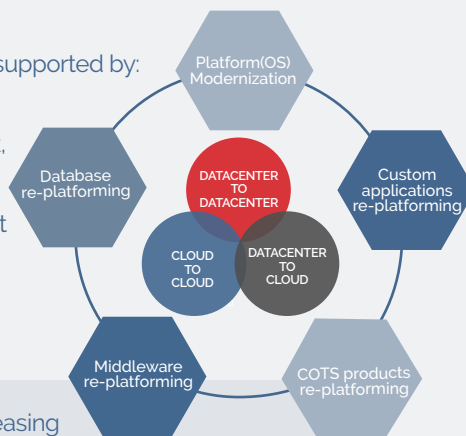 supported by:
Platform(OS)
Modernization
Database
re-platforming
DATACENTER
TO
DATACENTER
Custom
applications
re-platforming
CLOUD
TO
CLOUD
DATACENTER
TO
CLOUD
Middleware
re-platforming
COTS products
re-platforming